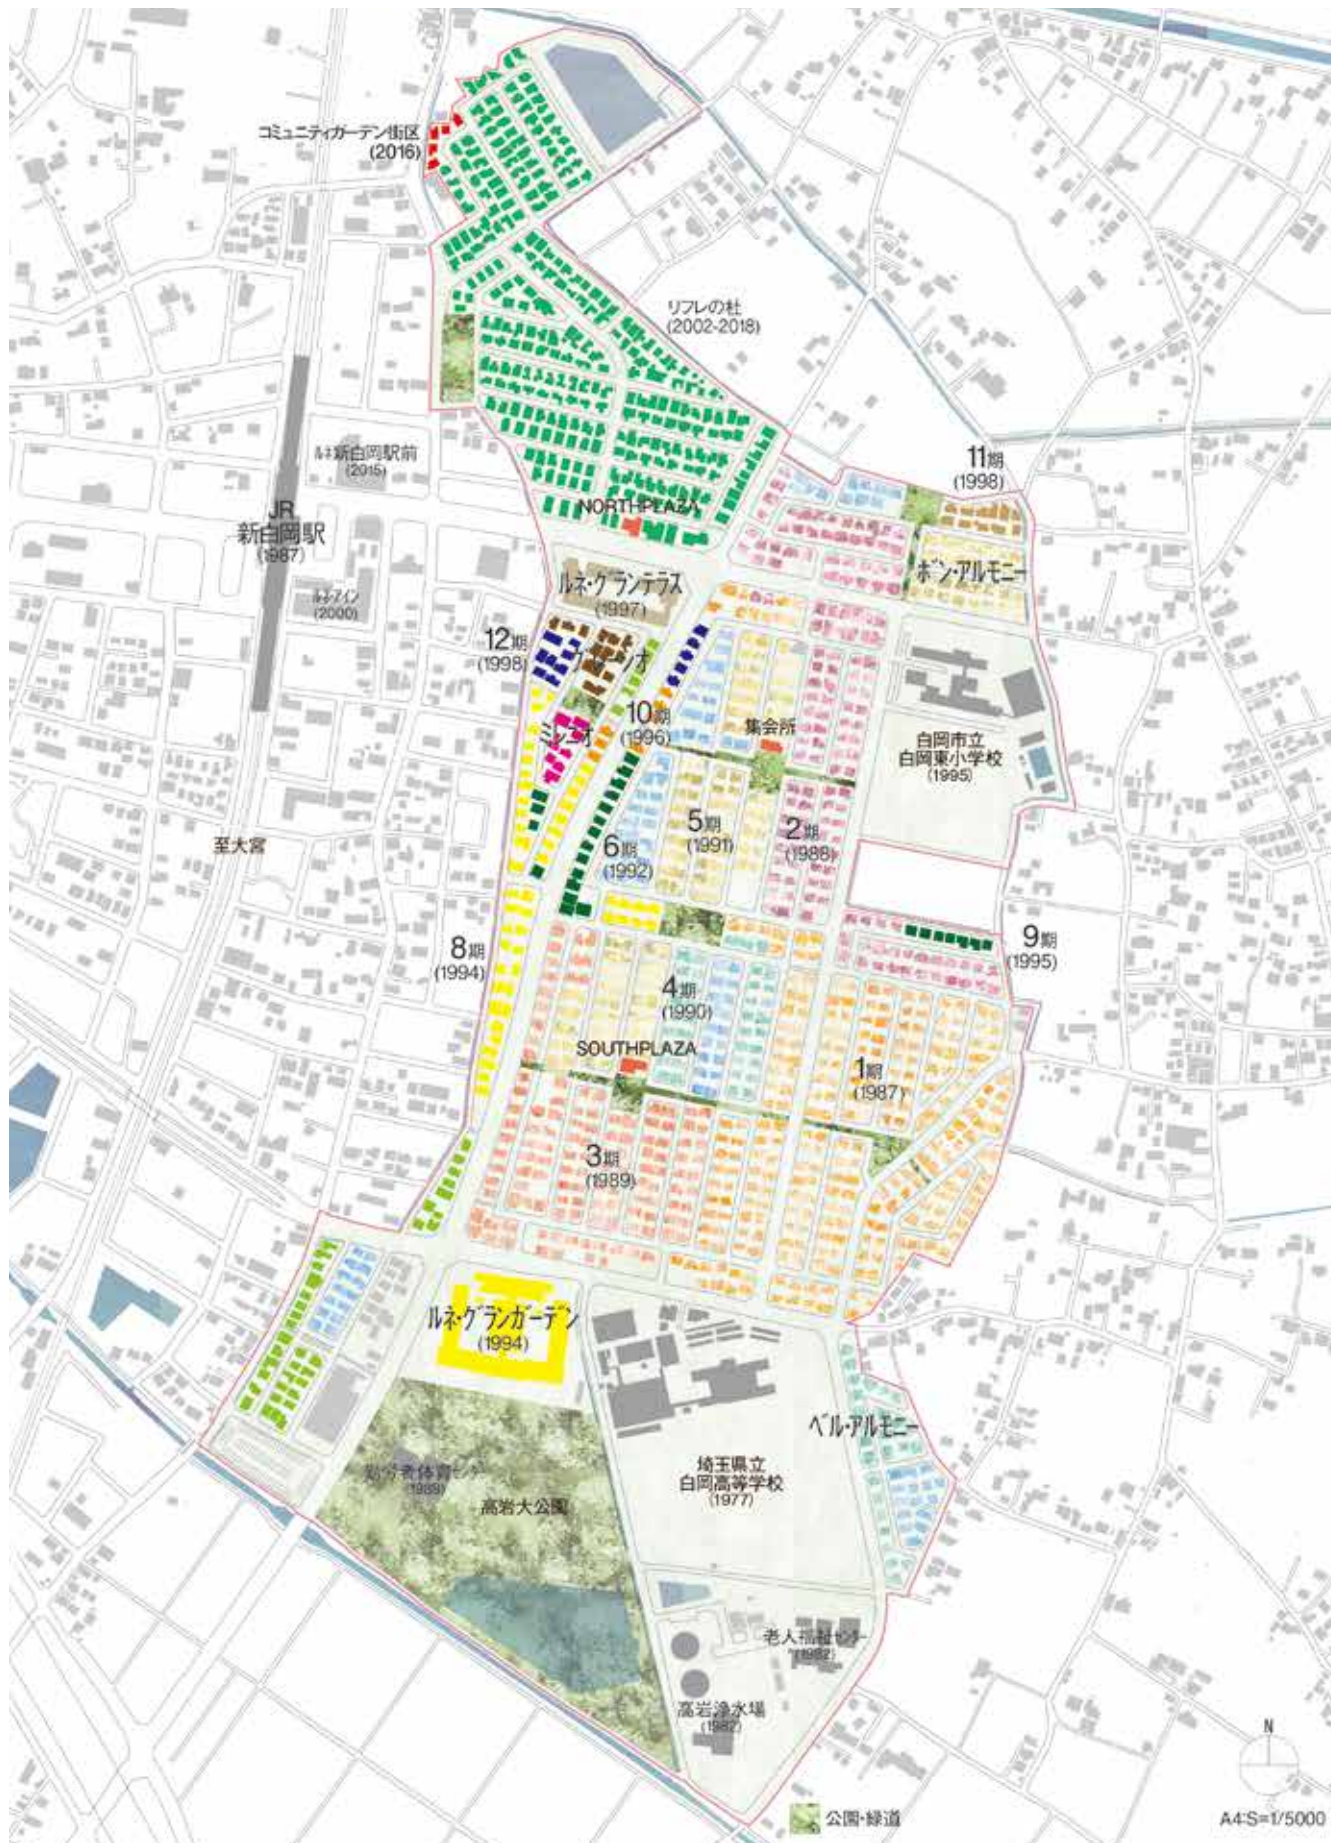 コミュニティガーデン街区
(2016)
リフレの杜
(2002-2018)
ルネ新白岡駅前
(2015)
11期
(1998)
NORTHPLAZA
JR
新白岡駅
(1987)
ボン・アルモニー
ルネ・グランテラス
(1997)
(2000)
12期
(1998)
10期
(1996)
集会所
白岡市立
白岡東小学校
(1995)
至大宮
5期
(1991)
2期
(1988)
6期
(1992)
8期
(1994)
9期
(1995)
4期
(1990)
SOUTHPLAZA
1期
(1987)
3期
(1989)
ルネ・グランガーデン
(1994)
ベル・アルモニー
埼玉県立
白岡高等学校
(1977)
高岩大公園
老人福祉センター
(1982)
高岩浄水場
(1982)
N
公園・緑道
A4:S=1/5000